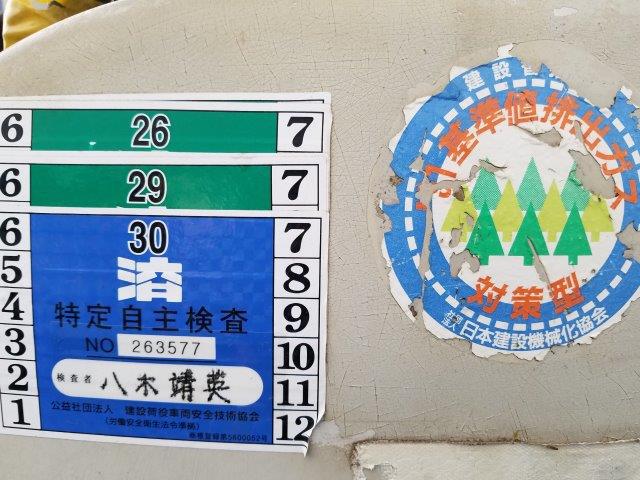 6 26 7
6 29 7
6 30 7
5 済 8
4 特定自主検査 9
3 NO 263577 10
2 検査者 八木靖英 11
1 公益社団法人 建設荷役車両安全技術協会 12
(労働安全衛生法令準拠)
建設
基準値排出ガス
対策型
日本建設機械化協会